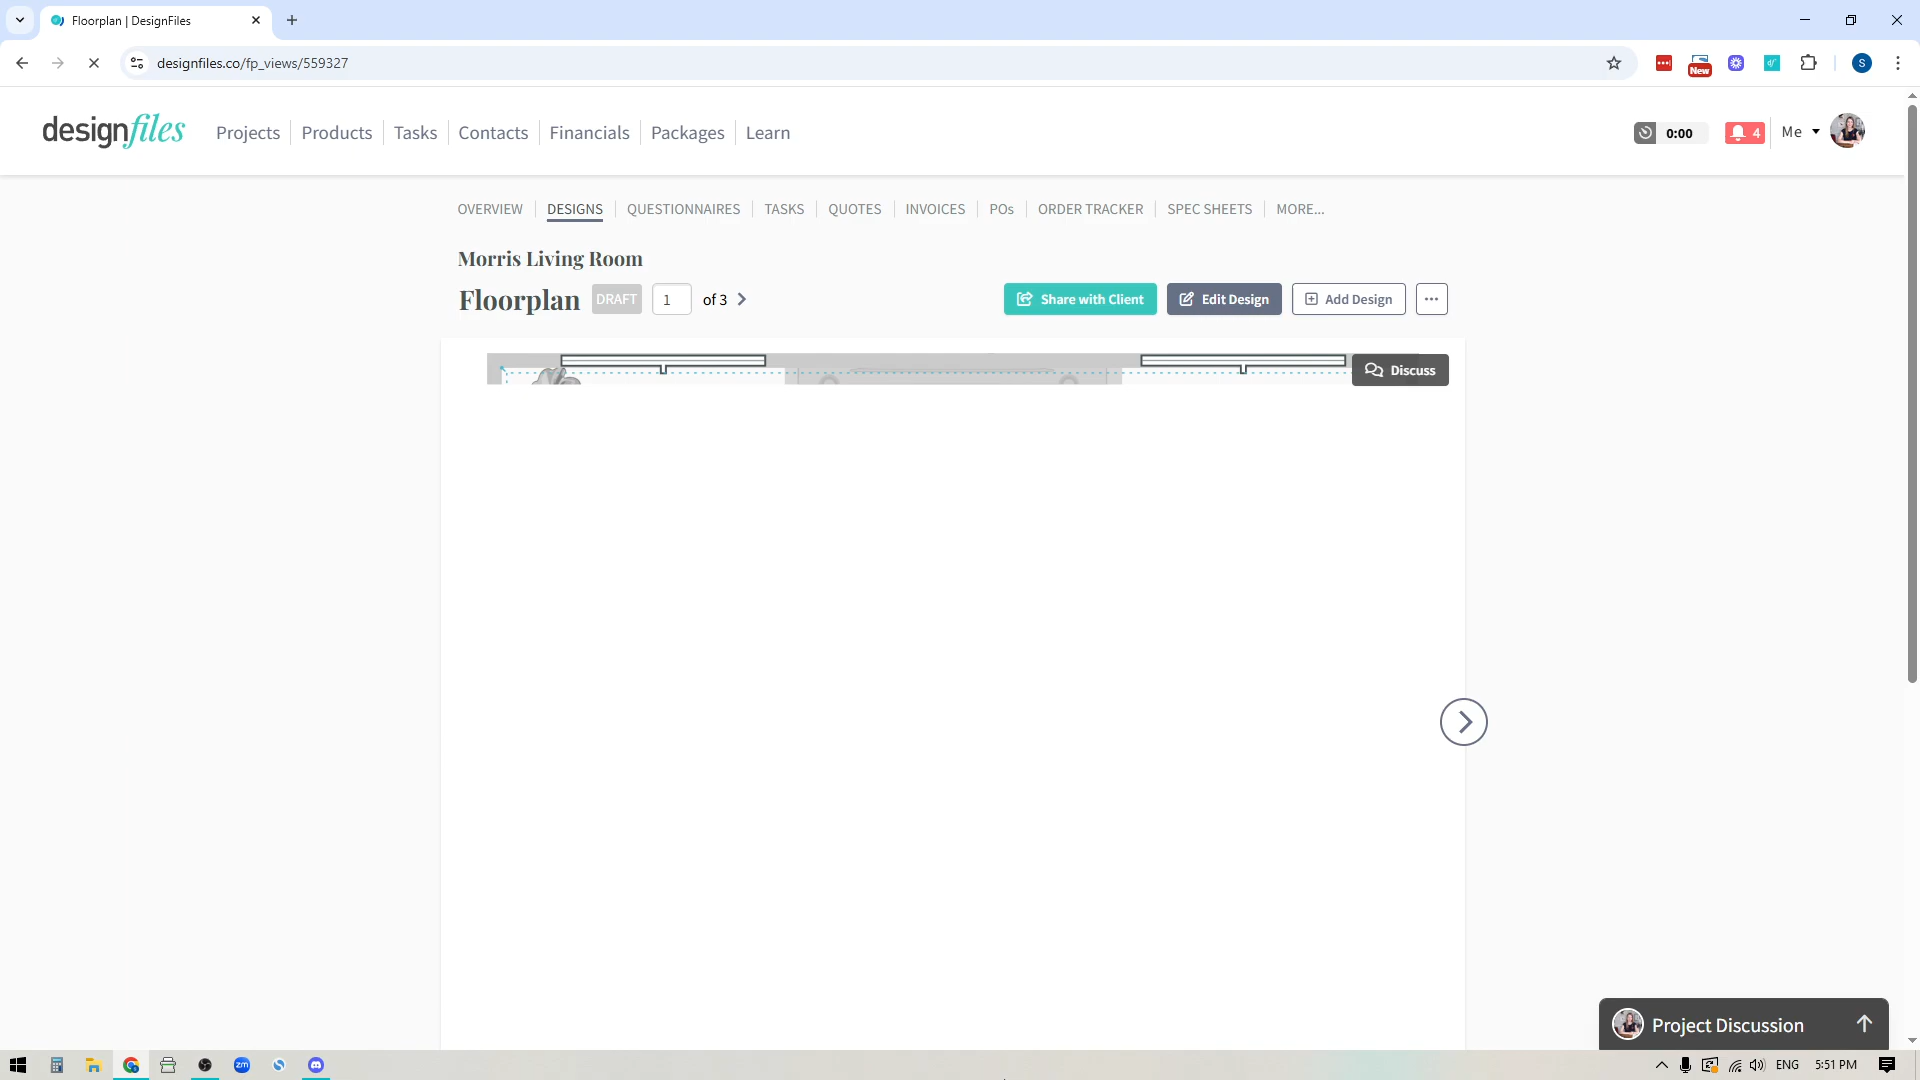 Floorplan | DesignFiles
designfiles.co/fp_views/559327
New
S
designfiles
Projects
Products
Tasks
Contacts
Financials
Packages
Learn
0:00
4
Me
OVERVIEW
DESIGNS
QUESTIONNAIRES
TASKS
QUOTES
INVOICES
POs
ORDER TRACKER
SPEC SHEETS
MORE...
Morris Living Room
Floorplan
DRAFT
1
of 3
Share with Client
Edit Design
Add Design
Discuss
Project Discussion
zm
ENG
5:51 PM